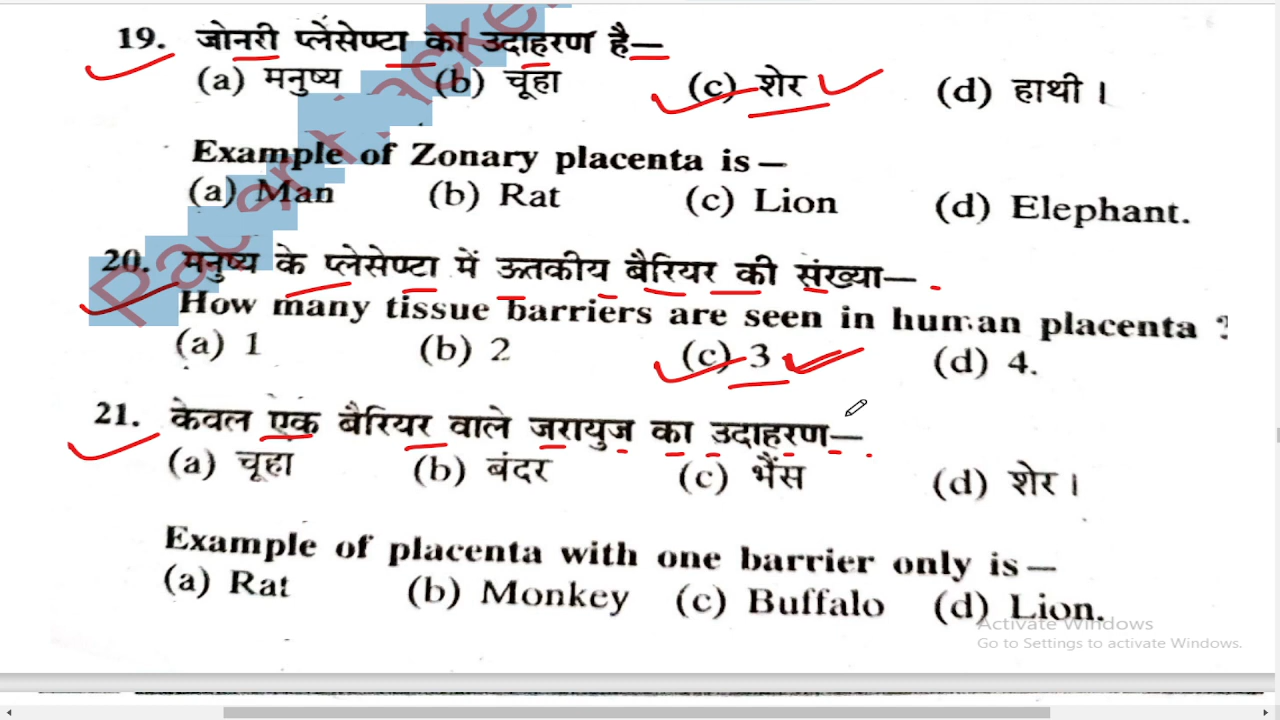 19. जोनरी प्लेसेण्टा का उदाहरण है—
(a) मनुष्य (b) चूहा (c) शेर (d) हाथी ।
Example of Zonary placenta is—
(a) Man (b) Rat (c) Lion (d) Elephant.
20. मनुष्य के प्लेसेण्टा में ऊतकीय बैरियर की संख्या—
How many tissue barriers are seen in human placenta ?
(a) 1 (b) 2 (c) 3 (d) 4.
21. केवल एक बैरियर वाले जरायुज का उदाहरण—
(a) चूहा (b) बंदर (c) भैंस (d) शेर ।
Example of placenta with one barrier only is—
(a) Rat (b) Monkey (c) Buffalo (d) Lion.
Activate Windows
Go to Settings to activate Windows.